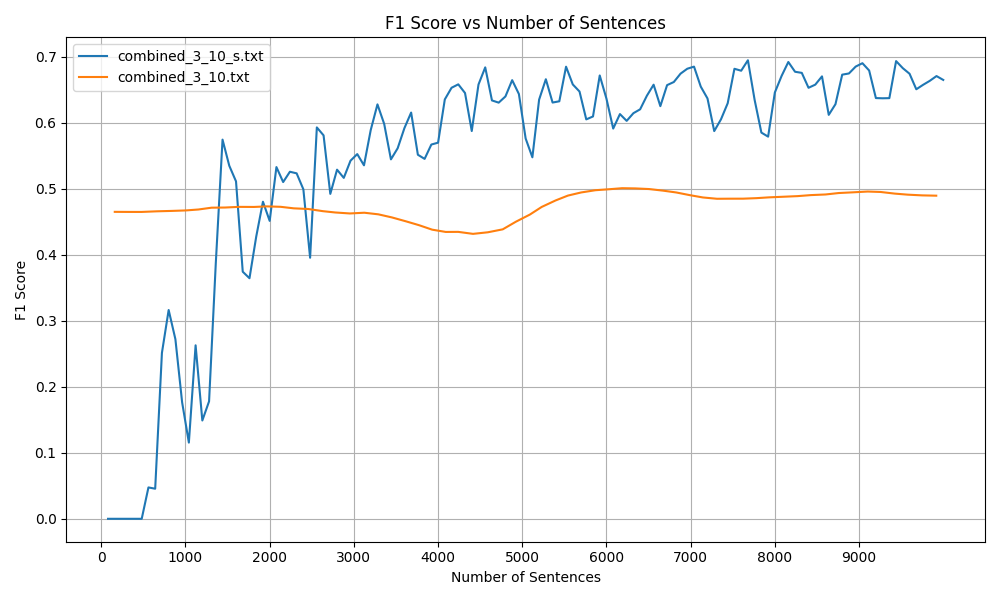 F1 Score vs Number of Sentences
combined_3_10_s.txt
combined_3_10.txt
F1 Score
0.7
0.6
0.5
0.4
0.3
0.2
0.1
0.0
0 1000 2000 3000 4000 5000 6000 7000 8000 9000
Number of Sentences